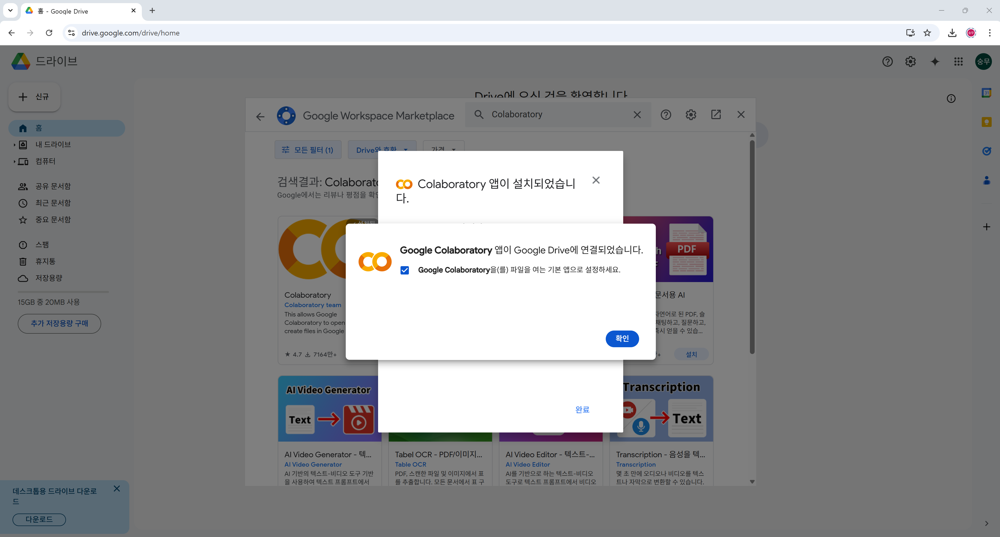 홈 - Google Drive
drive.google.com/drive/home
숭무
드라이브
숭무
신규
홈
내 드라이브
컴퓨터
공유 문서함
최근 문서함
중요 문서함
스팸
휴지통
저장용량
15GB 중 20MB 사용
추가 저장용량 구매
데스크톱용 드라이브 다운로
드
다운로드
Drive에 오신 것을 환영합니다
Google Workspace Marketplace
Colaboratory
모든 필터 (1)
Drive와 호환
가격
검색결과: Colaborato
Google에서는 리뷰나 평점을 확인
Colaboratory 앱이 설치되었습니
다.
설치됨
Google Colaboratory 앱이 Google Drive에 연결되었습니다.
Google Colaboratory을(를) 파일을 여는 기본 앱으로 설정하세요.
확인
완료
Colaboratory
Colaboratory team
This allows Google
Colaboratory to open
create files in Google
4.7 7164만+
PDF
문서용 AI
자연어로 된 PDF, 슬
채팅하고, 질문하고,
즉시 얻을 수 있습...
설치
AI Video Generator
Text
AI Video Generator - 텍...
AI Video Generator
AI 기반의 텍스트-비디오 도구 기반
을 사용하여 텍스트 프롬프트에서
Tabel OCR - PDF/이미지...
Table OCR
PDF, 스캔한 파일 및 이미지에서 표
를 추출합니다. 모든 문서에서 표 구
AI Video Editor - 텍스트-...
AI Video Editor
AI를 기반으로 하는 텍스트-비디오
도구로 텍스트 프롬프트에서 비디오
Transcription
Text
Transcription - 음성을 텍...
Transcription
몇 초 만에 오디오나 비디오를 텍스
트나 자막으로 변환할 수 있습니다.
31